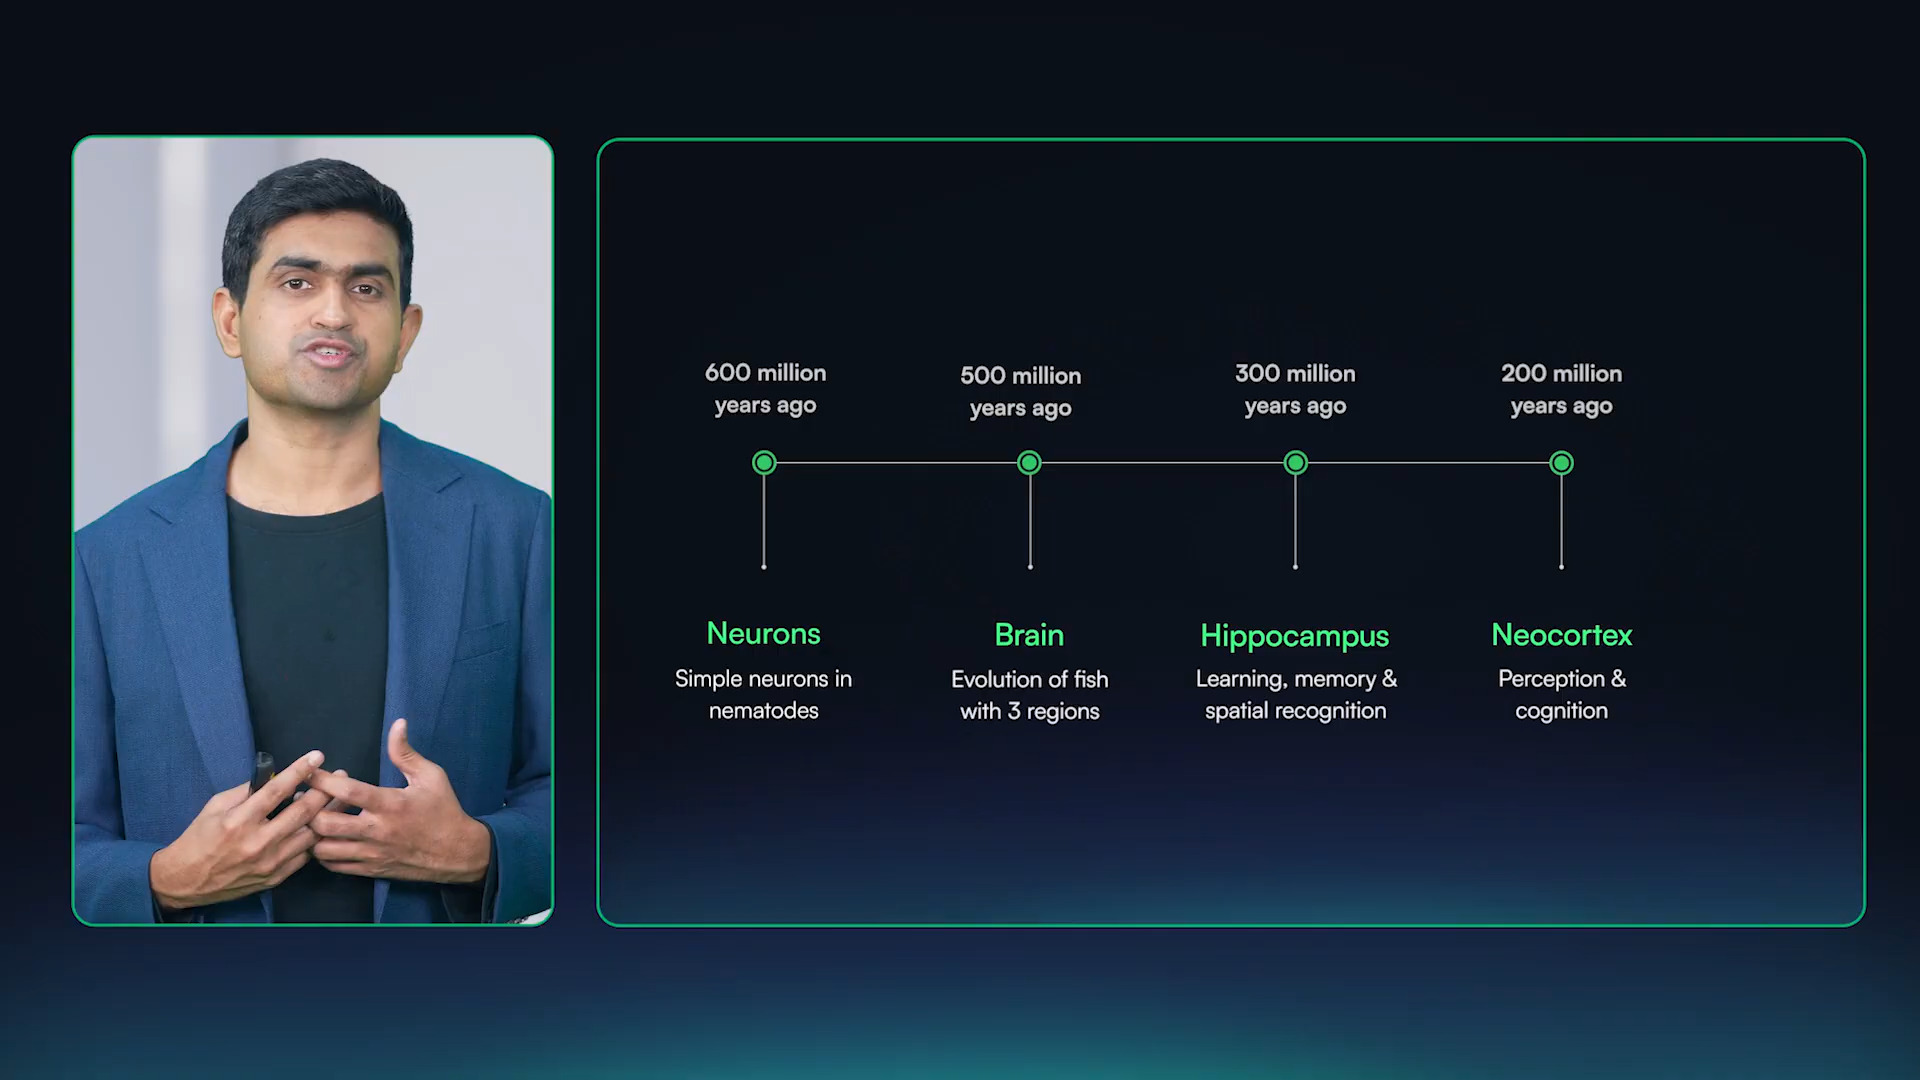 600 million
years ago
500 million
years ago
300 million
years ago
200 million
years ago
Neurons
Simple neurons in
nematodes
Brain
Evolution of fish
with 3 regions
Hippocampus
Learning, memory &
spatial recognition
Neocortex
Perception &
cognition